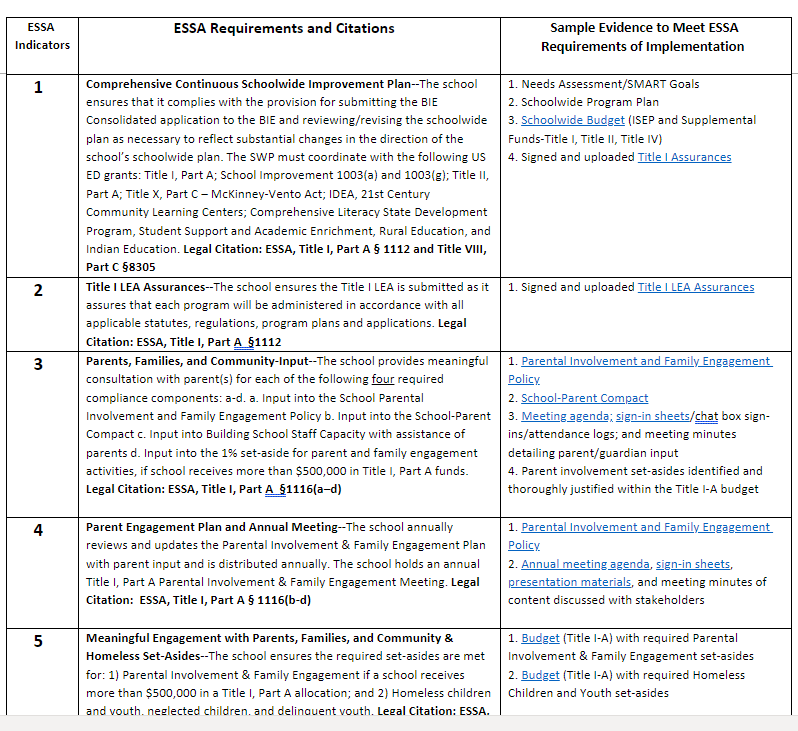 ESSA
Indicators
ESSA Requirements and Citations
Sample Evidence to Meet ESSA
Requirements of Implementation
1
Comprehensive Continuous Schoolwide Improvement Plan--The school
ensures that it complies with the provision for submitting the BIE
Consolidated application to the BIE and reviewing/revising the schoolwide
plan as necessary to reflect substantial changes in the direction of the
school's schoolwide plan. The SWP must coordinate with the following US
ED grants: Title I, Part A; School Improvement 1003(a) and 1003(g); Title II,
Part A; Title X, Part C – McKinney-Vento Act; IDEA, 21st Century
Community Learning Centers; Comprehensive Literacy State Development
Program, Student Support and Academic Enrichment, Rural Education, and
Indian Education. Legal Citation: ESSA, Title I, Part A § 1112 and Title VIII,
Part C §8305
1. Needs Assessment/SMART Goals
2. Schoolwide Program Plan
3. Schoolwide Budget (ISEP and Supplemental
Funds-Title I, Title II, Title IV)
4. Signed and uploaded Title I Assurances
2
Title I LEA Assurances--The school ensures the Title I LEA is submitted as it
assures that each program will be administered in accordance with all
applicable statutes, regulations, program plans and applications. Legal
Citation: ESSA, Title I, Part A §1112
1. Signed and uploaded Title I LEA Assurances
3
Parents, Families, and Community-Input--The school provides meaningful
consultation with parent(s) for each of the following four required
compliance components: a-d. a. Input into the School Parental
Involvement and Family Engagement Policy b. Input into the School-Parent
Compact c. Input into Building School Staff Capacity with assistance of
parents d. Input into the 1% set-aside for parent and family engagement
activities, if school receives more than $500,000 in Title I, Part A funds.
Legal Citation: ESSA, Title I, Part A §1116(a–d)
1. Parental Involvement and Family Engagement
Policy
2. School-Parent Compact
3. Meeting agenda; sign-in sheets/chat box sign-
ins/attendance logs; and meeting minutes
detailing parent/guardian input
4. Parent involvement set-asides identified and
thoroughly justified within the Title I-A budget
4
Parent Engagement Plan and Annual Meeting--The school annually
reviews and updates the Parental Involvement & Family Engagement Plan
with parent input and is distributed annually. The school holds an annual
Title I, Part A Parental Involvement & Family Engagement Meeting. Legal
Citation: ESSA, Title I, Part A § 1116(b-d)
1. Parental Involvement and Family Engagement
Policy
2. Annual meeting agenda, sign-in sheets,
presentation materials, and meeting minutes of
content discussed with stakeholders
5
Meaningful Engagement with Parents, Families, and Community &
Homeless Set-Asides--The school ensures the required set-asides are met
for: 1) Parental Involvement & Family Engagement if a school receives
more than $500,000 in a Title I, Part A allocation; and 2) Homeless children
and youth, neglected children, and delinquent youth. Legal Citation: ESSA,
1. Budget (Title I-A) with required Parental
Involvement & Family Engagement set-asides
2. Budget (Title I-A) with required Homeless
Children and Youth set-asides